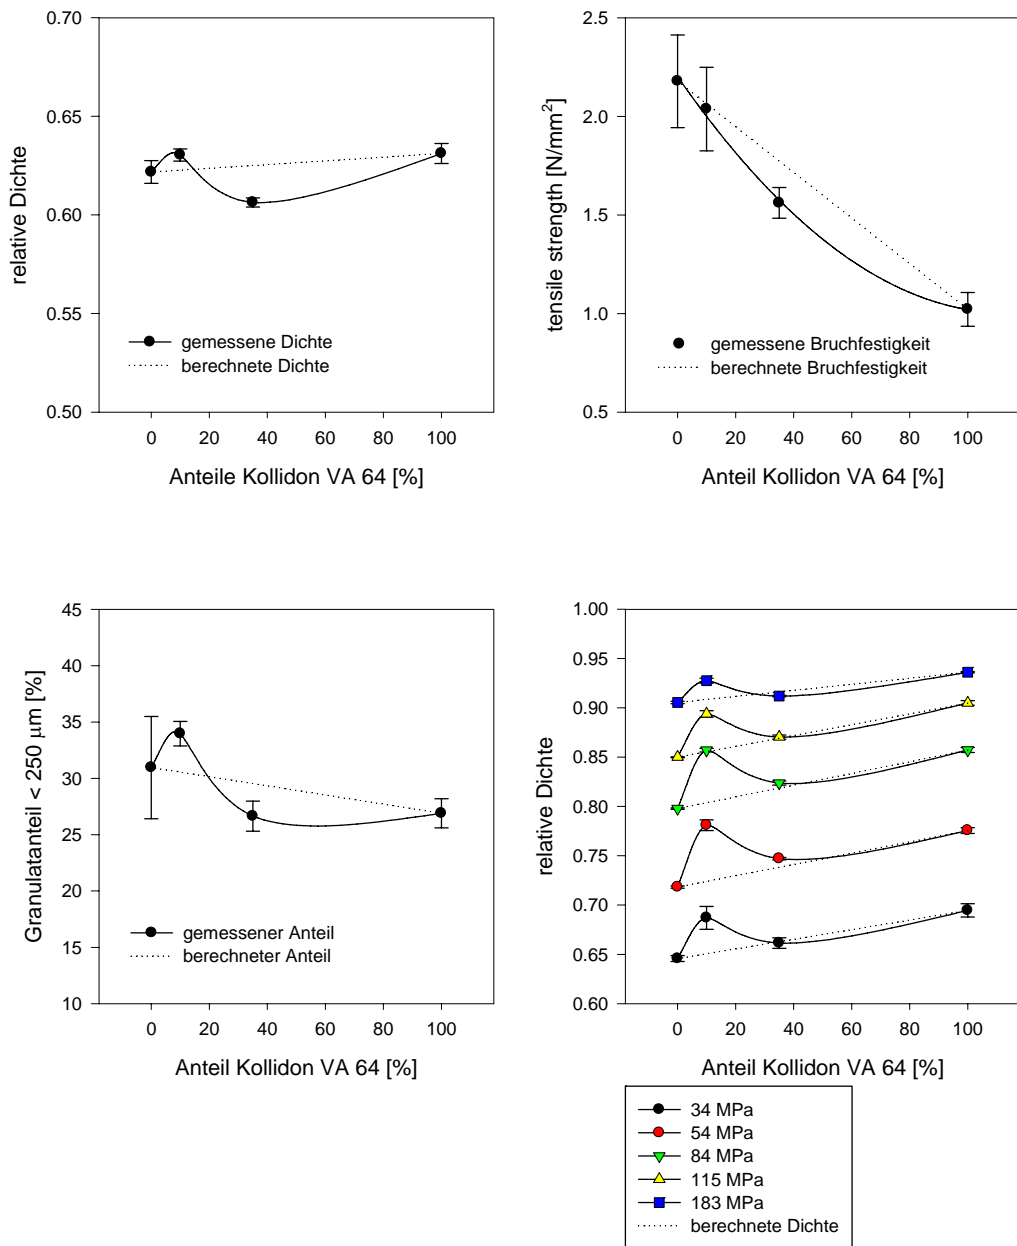 0.70
0.65
0.60
0.55
0.50
relative Dichte
gemessene Dichte
berechnete Dichte
0 20 40 60 80 100
Anteile Kollidon VA 64 [%]
2.5
2.0
1.5
1.0
0.5
tensile strength [N/mm²]
gemessene Bruchfestigkeit
berechnete Bruchfestigkeit
0 20 40 60 80 100
Anteil Kollidon VA 64 [%]
45
40
35
30
25
20
15
10
Granulatanteil < 250 µm [%]
gemessener Anteil
berechneter Anteil
0 20 40 60 80 100
Anteil Kollidon VA 64 [%]
1.00
0.95
0.90
0.85
0.80
0.75
0.70
0.65
0.60
relative Dichte
0 20 40 60 80 100
Anteil Kollidon VA 64 [%]
34 MPa
54 MPa
84 MPa
115 MPa
183 MPa
berechnete Dichte